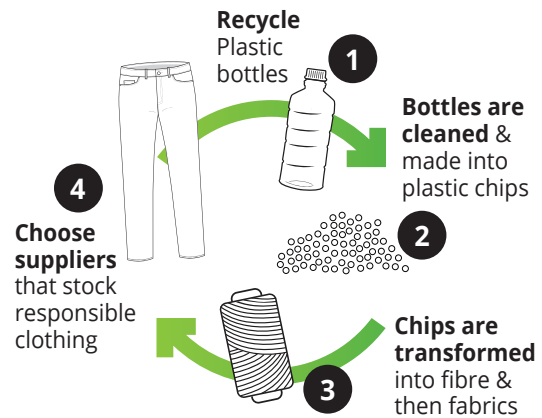 Recycle
Plastic
bottles
1
Bottles are
cleaned &
made into
plastic chips
2
Chips are
transformed
into fibre &
then fabrics
3
4
Choose
suppliers
that stock
responsible
clothing